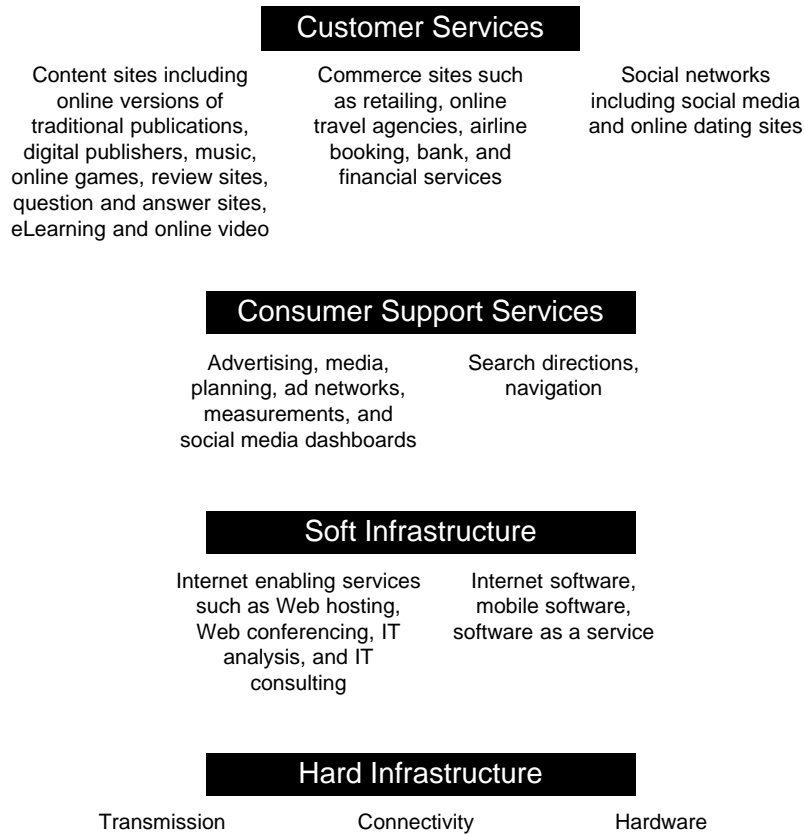 Customer Services
Content sites including
online versions of
traditional publications,
digital publishers, music,
online games, review sites,
question and answer sites,
eLearning and online video
Commerce sites such
as retailing, online
travel agencies, airline
booking, bank, and
financial services
Social networks
including social media
and online dating sites
Consumer Support Services
Advertising, media,
planning, ad networks,
measurements, and
social media dashboards
Search directions,
navigation
Soft Infrastructure
Internet enabling services
such as Web hosting,
Web conferencing, IT
analysis, and IT
consulting
Internet software,
mobile software,
software as a service
Hard Infrastructure
Transmission
Connectivity
Hardware